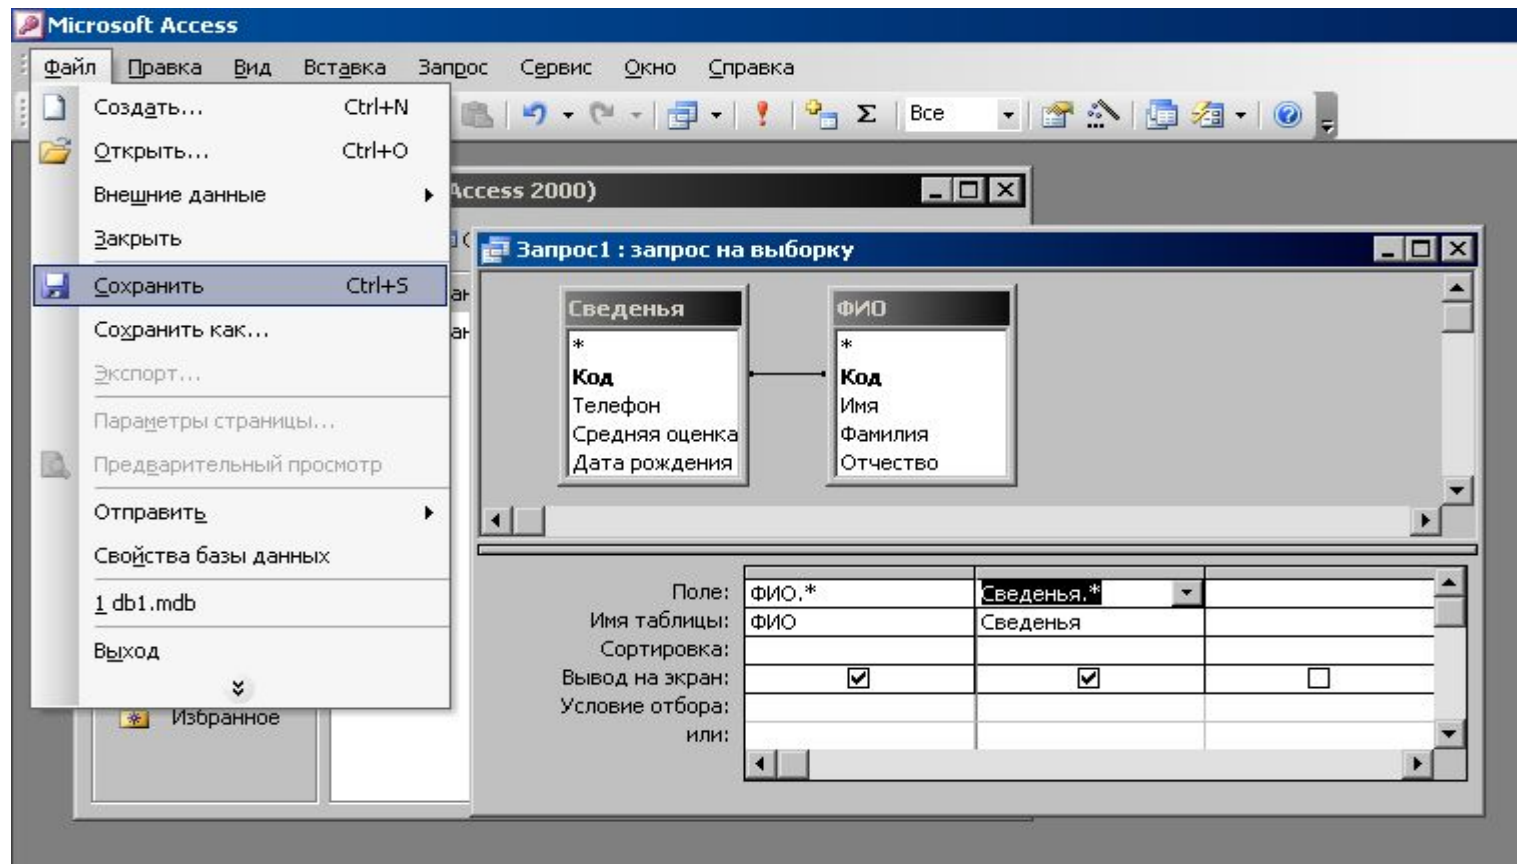 Microsoft Access
Файл Правка Вид Вставка Запрос Сервис Окно Справка
Создать... Ctrl+N
Все
Открыть... Ctrl+O
Внешние данные
Access 2000)
Закрыть
Запрос1 : запрос на выборку
Сохранить Ctrl+S
Сохранить как...
Экспорт...
Параметры страницы...
Предварительный просмотр
Отправить
Свойства базы данных
1 db1.mdb
Выход
Избранное
Сведенья
*
Код
Телефон
Средняя оценка
Дата рождения
ФИО
*
Код
Имя
Фамилия
Отчество
Поле: ФИО.* Сведенья.*
Имя таблицы: ФИО Сведенья
Сортировка:
Вывод на экран:
Условие отбора:
или: